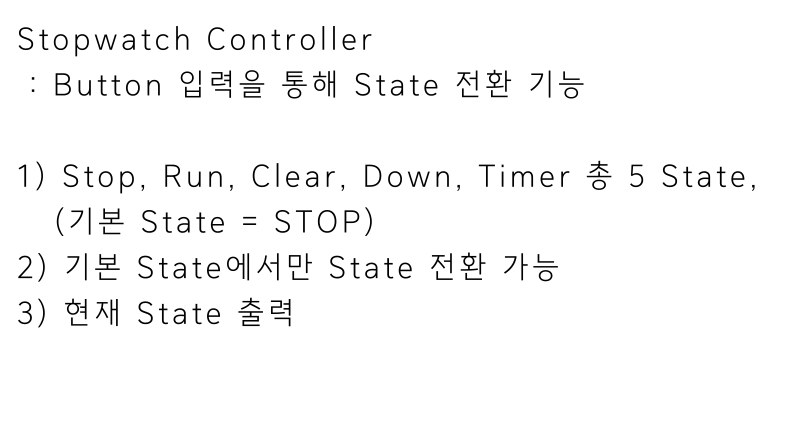 Stopwatch Controller
: Button 입력을 통해 State 전환 기능
1) Stop, Run, Clear, Down, Timer 총 5 State,
(기본 State = STOP)
2) 기본 State에서만 State 전환 가능
3) 현재 State 출력